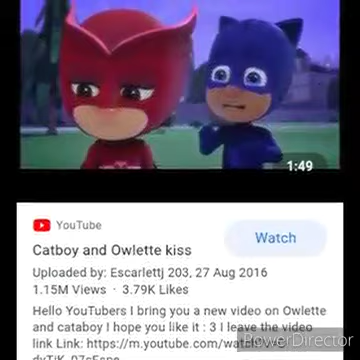 1:49
YouTube
Watch
Catboy and Owlette kiss
Uploaded by: Escarlettj 203, 27 Aug 2016
1.15M Views · 3.79K Likes
Hello YouTubers I bring you a new video on Owlette
and cataboy I hope you like it : 3 I leave the video
link Link: https://m.youtube.com/
PowerDirector